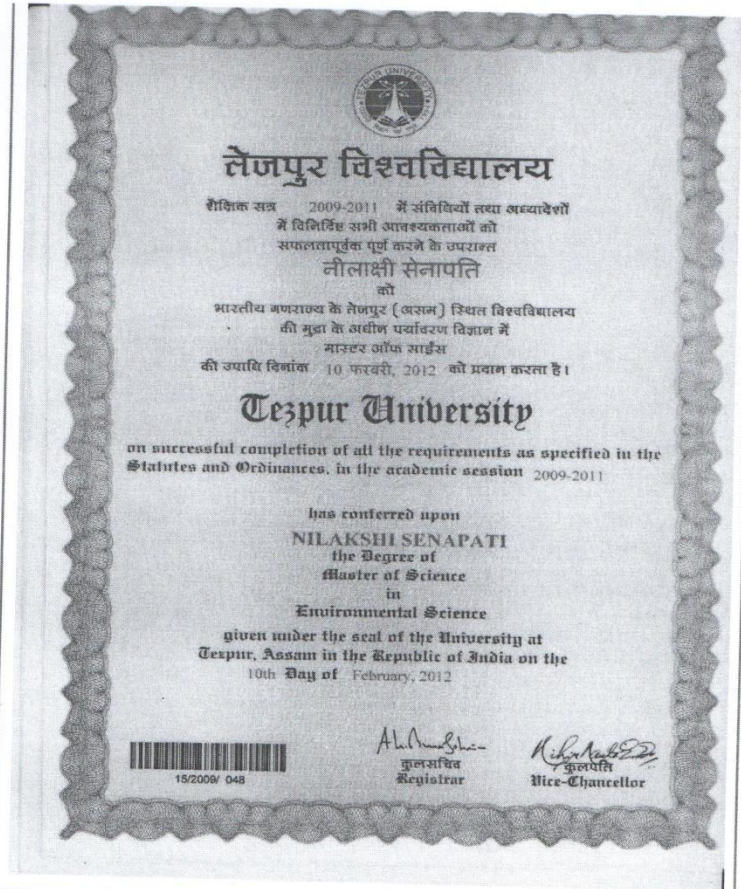 TEZPUR UNIVERSITY
तेजपुर विश्वविद्यालय
शैक्षिक सत्र 2009-2011 में संविधियों तथा अध्यादेशों
में विनिर्दिष्ट सभी आवश्यकताओं को
सफलतापूर्वक पूर्ण करने के उपरान्त
नीलाक्षी सेनापति
को
भारतीय गणराज्य के तेजपुर (असम) स्थित विश्वविद्यालय
की मुद्रा के अधीन पर्यावरण विज्ञान में
मास्टर ऑफ साईंस
की उपाधि दिनांक 10 फरवरी, 2012 को प्रदान करता है।
Tezpur University
on successful completion of all the requirements as specified in the
Statutes and Ordinances, in the academic session 2009-2011
has conferred upon
NILAKSHI SENAPATI
the Degree of
Master of Science
in
Environmental Science
given under the seal of the University at
Tezpur, Assam in the Republic of India on the
10th Day of February, 2012
15/2009/ 048
कुलसचिव
Registrar
कुलपति
Vice-Chancellor